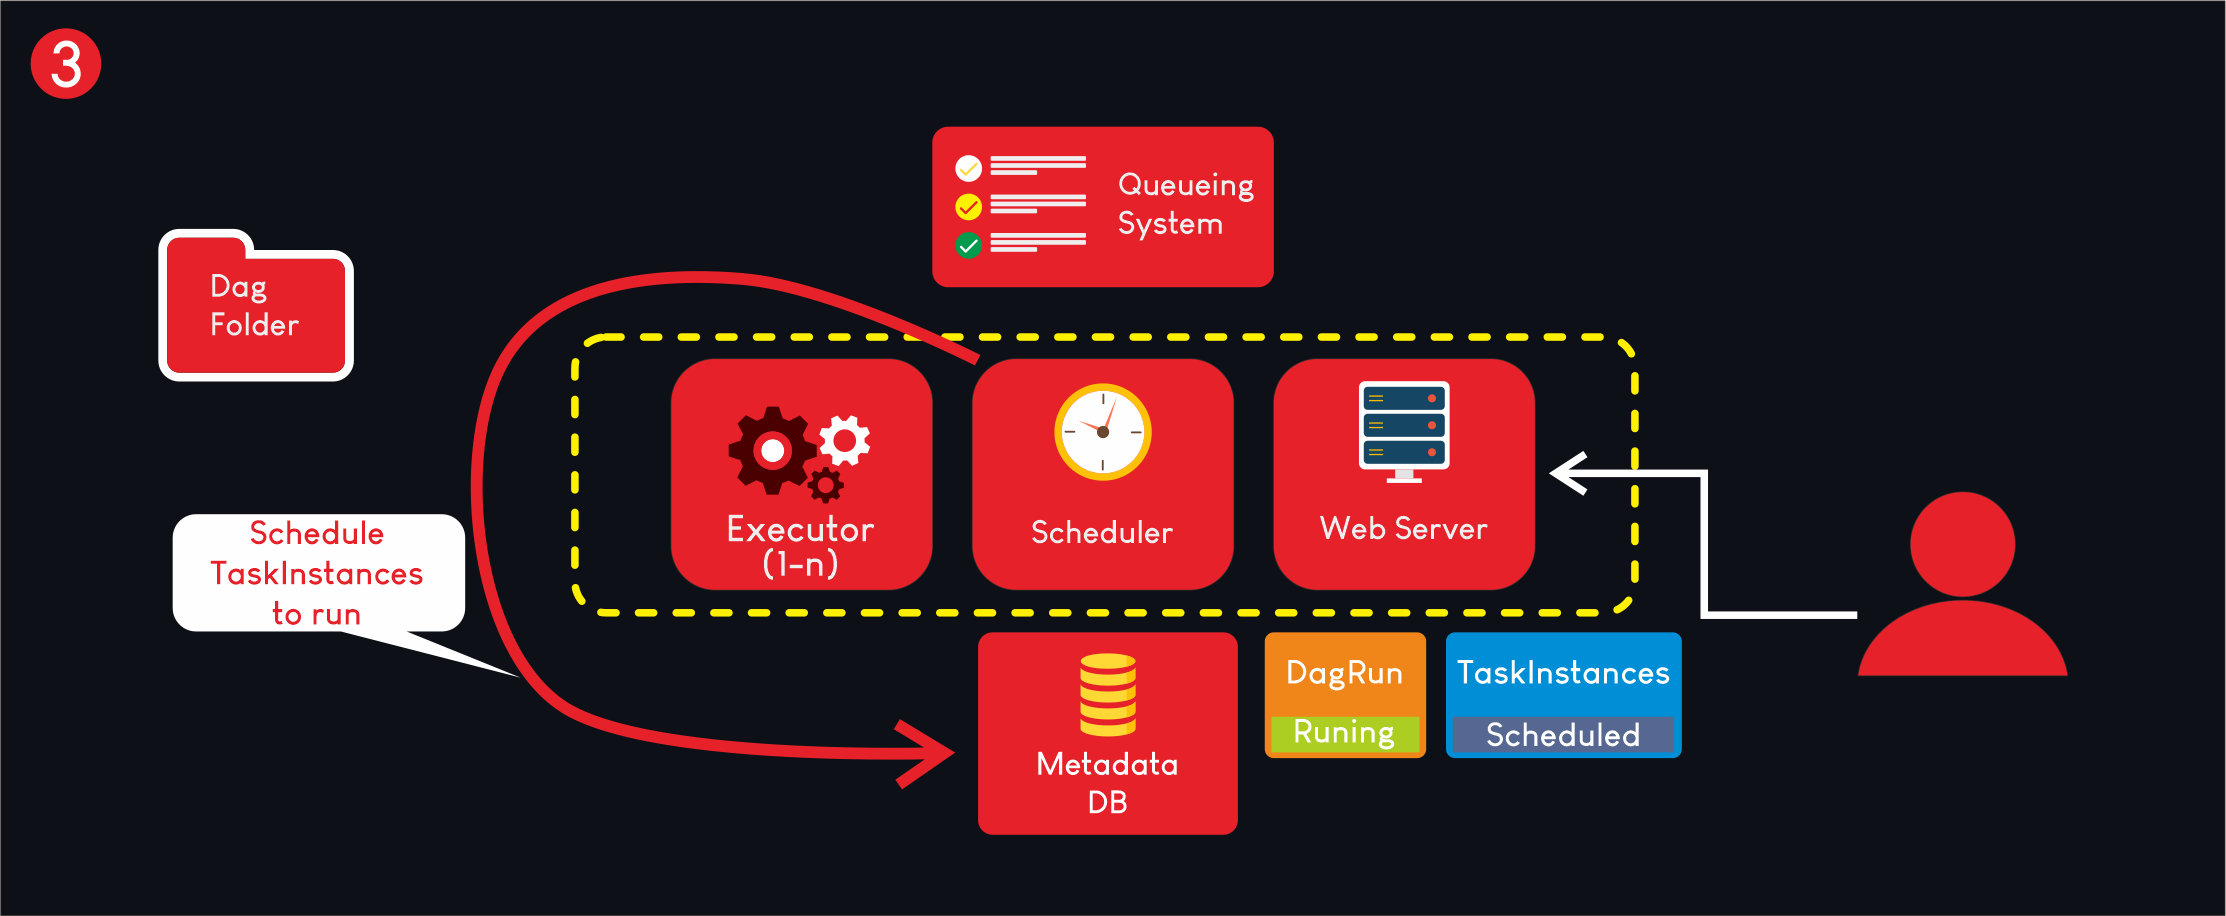 3
Queueing
System
Dag
Folder
Executor
(1-n)
Scheduler
Web Server
Schedule
TaskInstances
to run
Metadata
DB
DagRun
Runing
TaskInstances
Scheduled